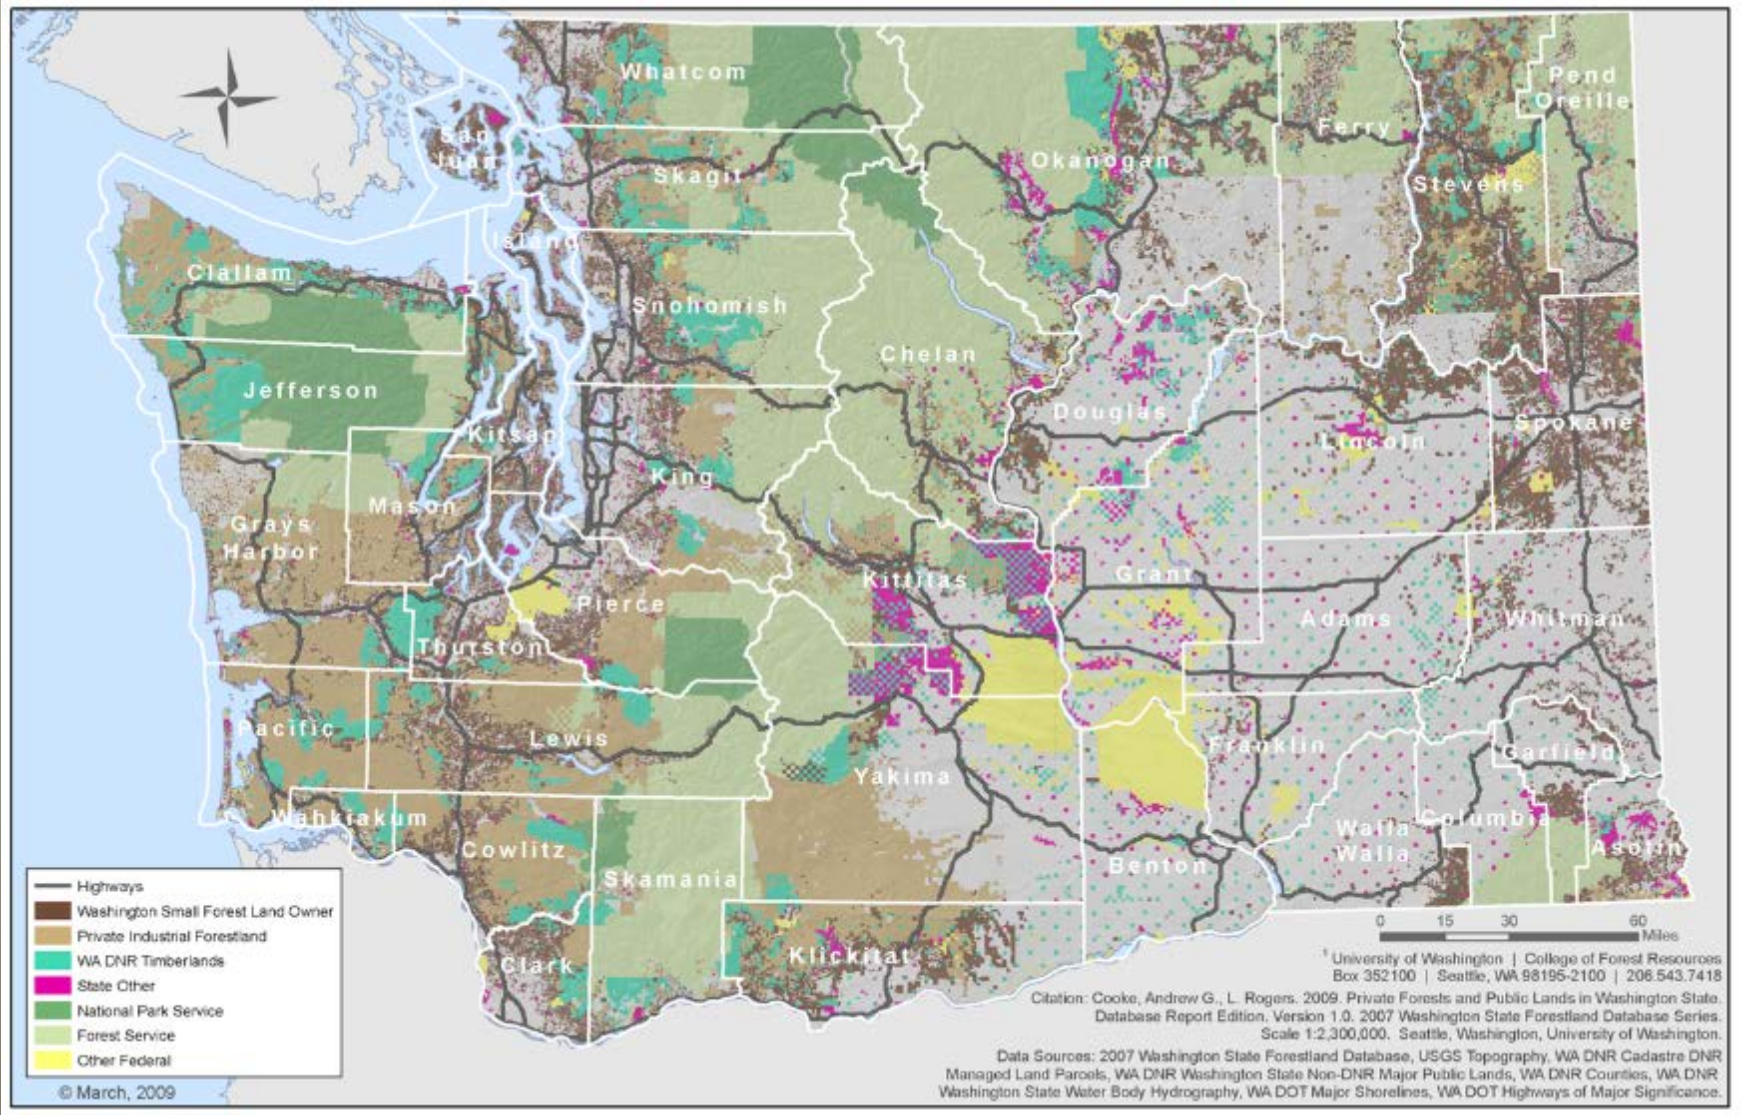 Whatcom
Pend
Oreille
San
Juan
Ferry
Okanogan
Skagit
Stevens
Island
Clallam
Snohomish
Chelan
Jefferson
Douglas
Kitsap
Lincoln
Spokane
King
Mason
Grays
Harbor
Kittitas
Grant
Pierce
Adams
Whitman
Thurston
Pacific
Lewis
Franklin
Garfield
Yakima
Wahkiakum
Columbia
Walla
Walla
Cowlitz
Asotin
Benton
Skamania
Klickitat
Clark
Highways
Washington Small Forest Land Owner
Private Industrial Forestland
WA DNR Timberlands
State Other
National Park Service
Forest Service
Other Federal
© March, 2009
0 15 30 60
Miles
1 University of Washington | College of Forest Resources
Box 352100 | Seattle, WA 98195-2100 | 206.543.7418
Citation: Cooke, Andrew G., L. Rogers. 2009. Private Forests and Public Lands in Washington State.
Database Report Edition. Version 1.0. 2007 Washington State Forestland Database Series.
Scale 1:2,300,000. Seattle, Washington, University of Washington.
Data Sources: 2007 Washington State Forestland Database, USGS Topography, WA DNR Cadastre DNR
Managed Land Parcels, WA DNR Washington State Non-DNR Major Public Lands, WA DNR Counties, WA DNR
Washington State Water Body Hydrography, WA DOT Major Shorelines, WA DOT Highways of Major Significance.